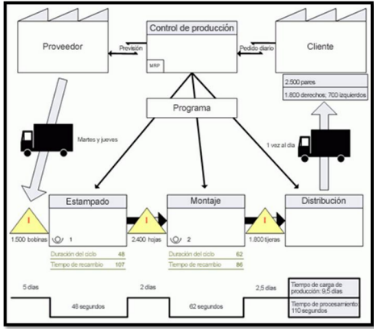 Proveedor
Control de producción
Cliente
Previsión
Pedido diario
MRP
2.500 pares
1.800 derechos; 700 izquierdos
Programa
Martes y jueves
1 vez al día
Estampado
Montaje
Distribución
I
I
I
1.500 bobinas
1
2.400 hojas
2
1.800 tijeras
Duración del ciclo 48
Tiempo de recambio 107
Duración del ciclo 62
Tiempo de recambio 86
5 días
2 días
2,5 días
48 segundos
62 segundos
Tiempo de carga de
producción: 9,5 días
Tiempo de procesamiento
110 segundos